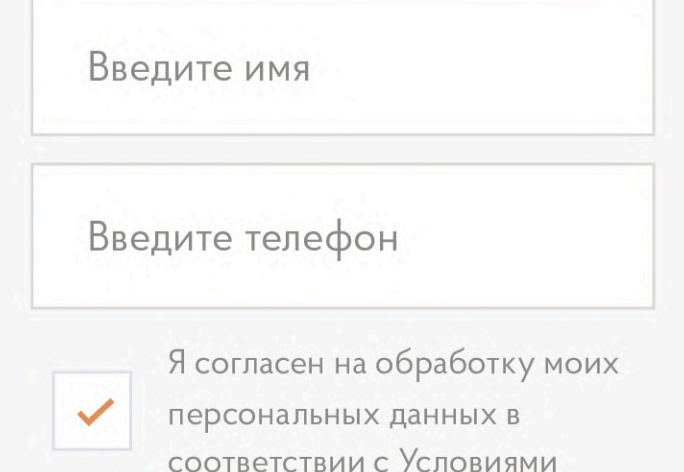 Введите имя
Введите телефон
Я согласен на обработку моих
персональных данных в
соответствии с Условиями